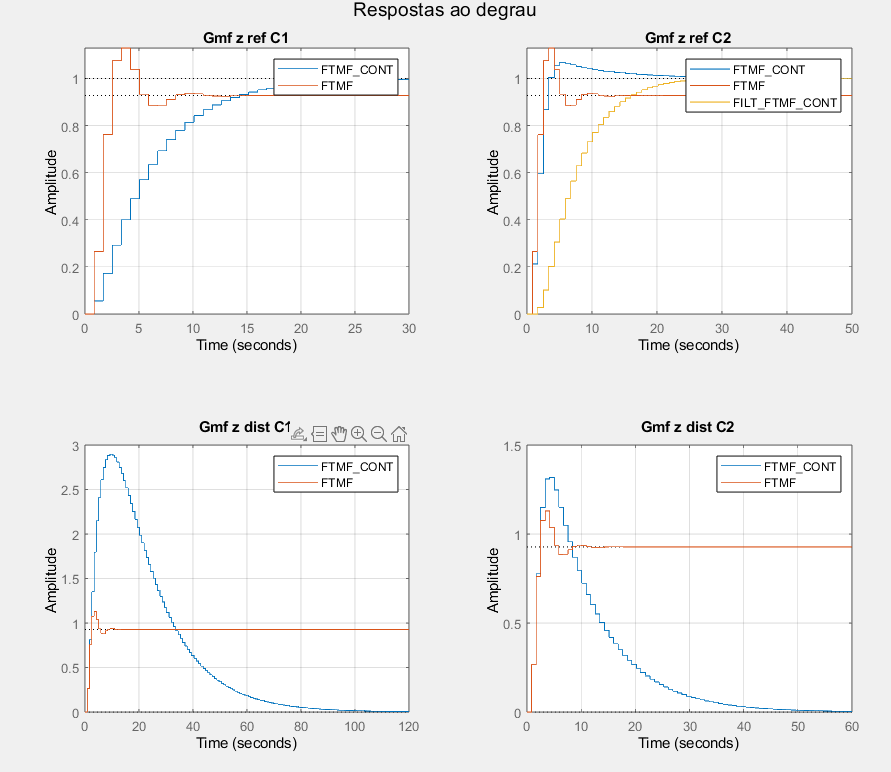 Respostas ao degrau
Gmf z ref C1
FTMF_CONT
FTMF
1
0.8
0.6
0.4
0.2
0
Amplitude
0 5 10 15 20 25 30
Time (seconds)
Gmf z ref C2
FTMF_CONT
FTMF
FILT_FTMF_CONT
1
0.8
0.6
0.4
0.2
0
Amplitude
0 10 20 30 40 50
Time (seconds)
Gmf z dist C1
FTMF_CONT
FTMF
3
2.5
2
1.5
1
0.5
0
Amplitude
0 20 40 60 80 100 120
Time (seconds)
Gmf z dist C2
FTMF_CONT
FTMF
1.5
1
0.5
0
Amplitude
0 10 20 30 40 50 60
Time (seconds)